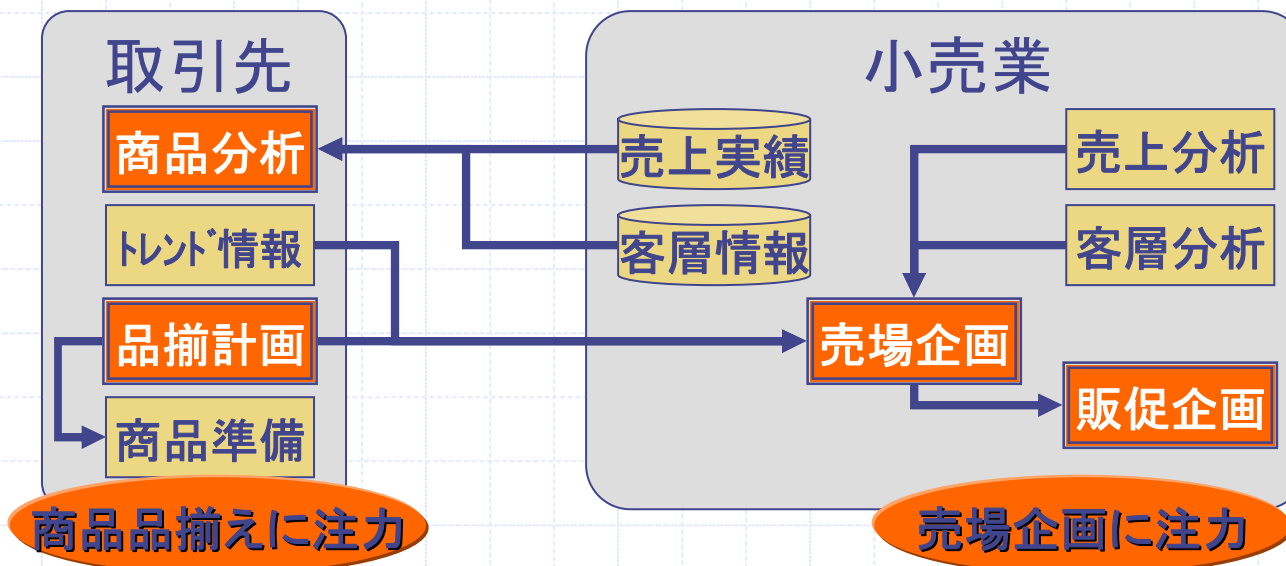 取引先
商品分析
ﾄﾚﾝﾄﾞ情報
品揃計画
商品準備
商品品揃えに注力
小売業
売上実績
客層情報
売上分析
客層分析
売場企画
販促企画
売場企画に注力